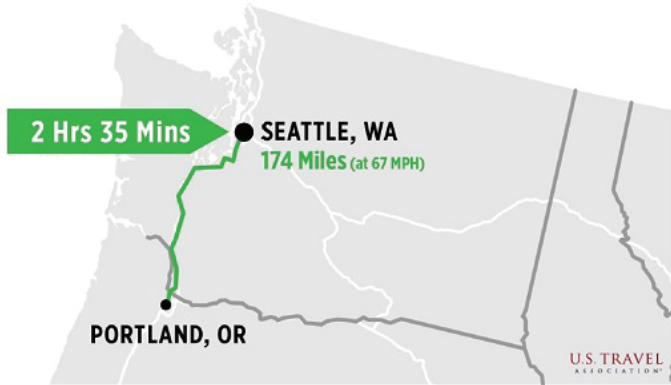 2 Hrs 35 Mins
SEATTLE, WA
174 Miles (at 67 MPH)
PORTLAND, OR
U.S. TRAVEL
ASSOCIATION